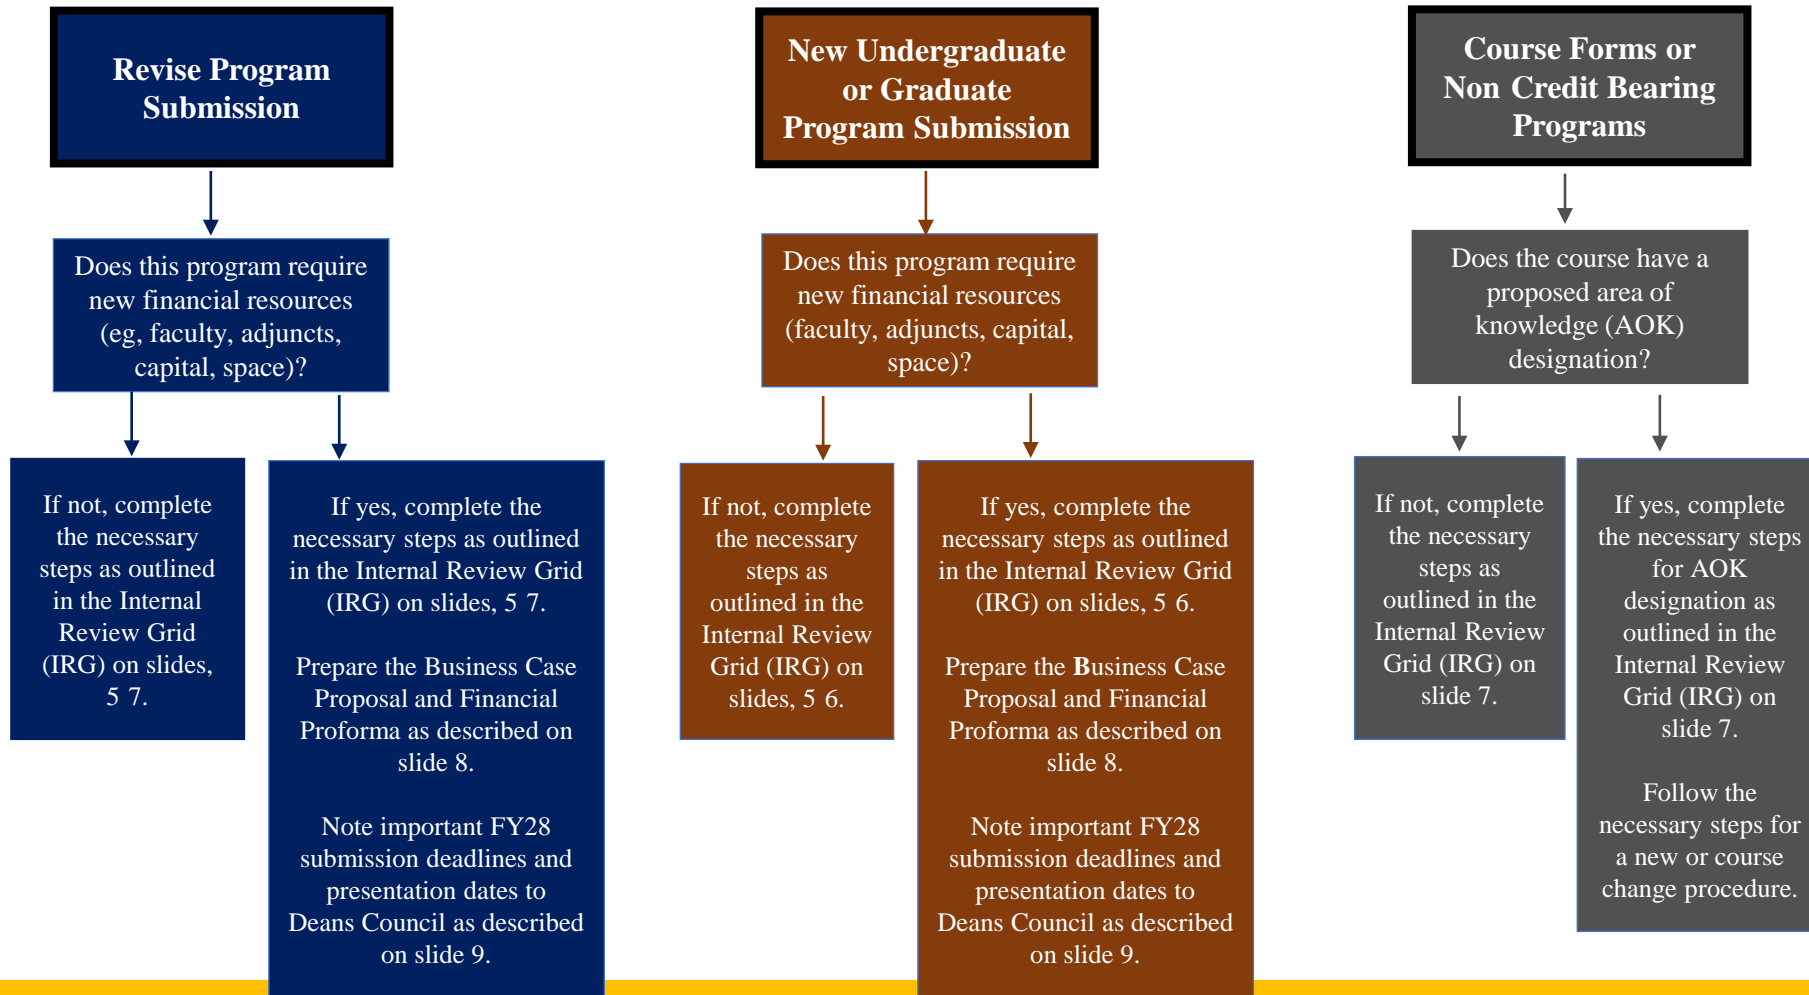 Revise Program
Submission
Does this program require
new financial resources
(eg, faculty, adjuncts,
capital, space)?
If not, complete
the necessary
steps as outlined
in the Internal
Review Grid
(IRG) on slides,
5 7.
If yes, complete the
necessary steps as outlined
in the Internal Review Grid
(IRG) on slides, 5 7.
Prepare the Business Case
Proposal and Financial
Proforma as described on
slide 8.
Note important FY28
submission deadlines and
presentation dates to
Deans Council as described
on slide 9.
New Undergraduate
or Graduate
Program Submission
Does this program require
new financial resources
(faculty, adjuncts, capital,
space)?
If not, complete
the necessary
steps as
outlined in the
Internal Review
Grid (IRG) on
slides, 5 6.
If yes, complete the
necessary steps as outlined
in the Internal Review Grid
(IRG) on slides, 5 6.
Prepare the Business Case
Proposal and Financial
Proforma as described on
slide 8.
Note important FY28
submission deadlines and
presentation dates to
Deans Council as described
on slide 9.
Course Forms or
Non Credit Bearing
Programs
Does the course have a
proposed area of
knowledge (AOK)
designation?
If not, complete
the necessary
steps as
outlined in the
Internal Review
Grid (IRG) on
slide 7.
If yes, complete
the necessary steps
for AOK
designation as
outlined in the
Internal Review
Grid (IRG) on
slide 7.
Follow the
necessary steps for
a new or course
change procedure.